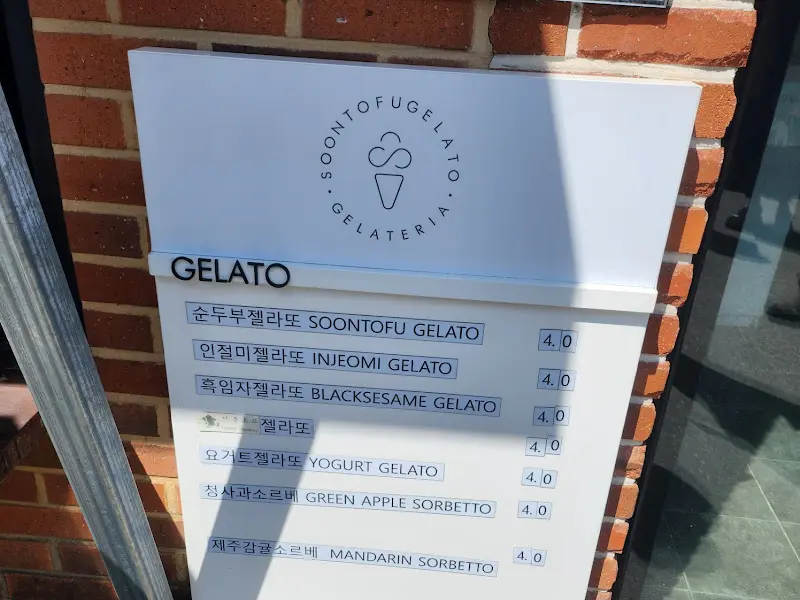 SOONTOFUGELATO
GELATERIA
GELATO
순두부젤라또 SOONTOFU GELATO 4.0
인절미젤라또 INJEOMI GELATO 4.0
흑임자젤라또 BLACKSESAME GELATO 4.0
젤라또 4.0
요거트젤라또 YOGURT GELATO 4.0
청사과소르베 GREEN APPLE SORBETTO 4.0
제주감귤소르베 MANDARIN SORBETTO 4.0